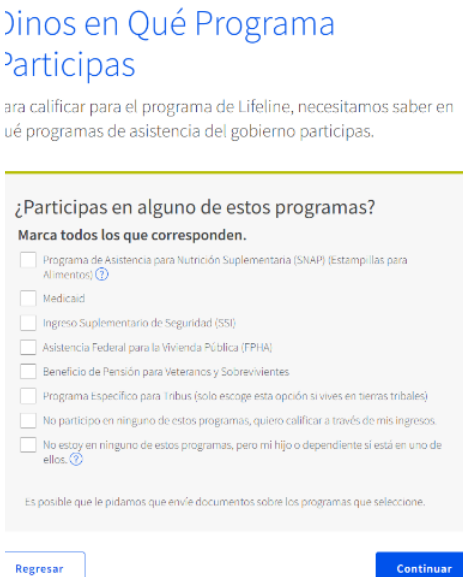 Dinos en Qué Programa
Participas
ara calificar para el programa de Lifeline, necesitamos saber en
ué programas de asistencia del gobierno participas.
¿Participas en alguno de estos programas?
Marca todos los que corresponden.
Programa de Asistencia para Nutrición Suplementaria (SNAP) (Estampillas para
Alimentos) ?
Medicaid
Ingreso Suplementario de Seguridad (SSI)
Asistencia Federal para la Vivienda Pública (FPHA)
Beneficio de Pensión para Veteranos y Sobrevivientes
Programa Específico para Tribus (solo escoge esta opción si vives en tierras tribales)
No participo en ninguno de estos programas, quiero calificar a través de mis ingresos.
No estoy en ninguno de estos programas, pero mi hijo o dependiente sí está en uno de
ellos. ?
Es posible que le pidamos que envíe documentos sobre los programas que seleccione.
Regresar
Continuar